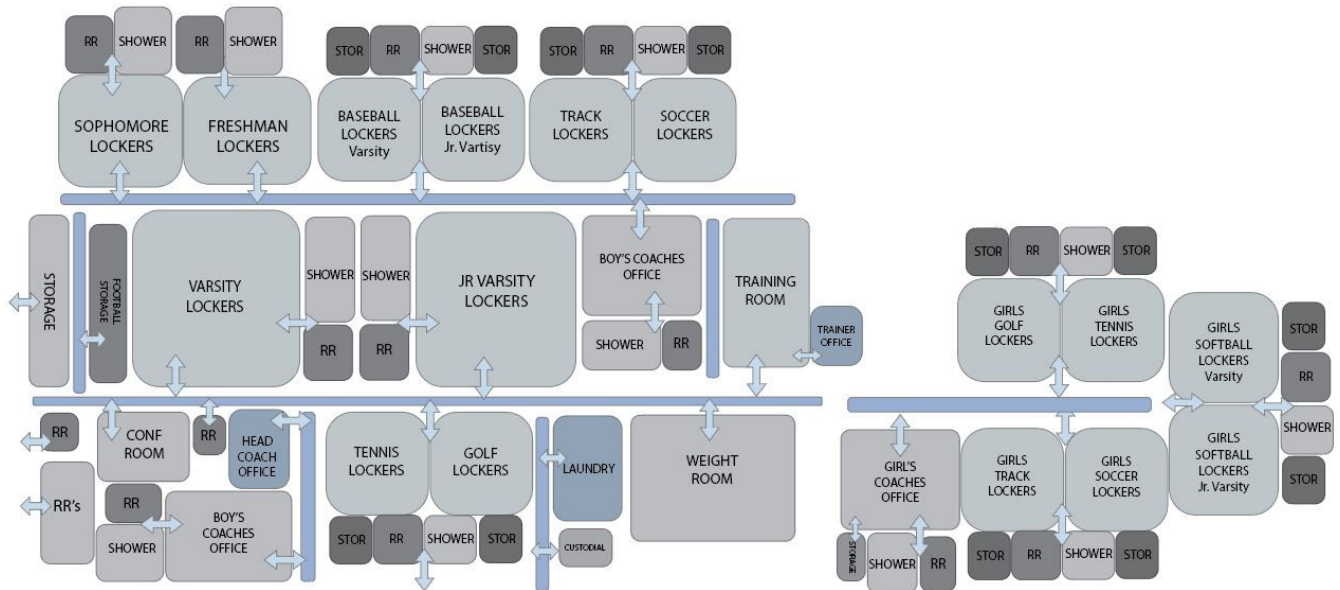 RR
SHOWER
RR
SHOWER
STOR
RR
SHOWER
STOR
STOR
RR
SHOWER
STOR
SOPHOMORE
LOCKERS
FRESHMAN
LOCKERS
BASEBALL
LOCKERS
Varsity
BASEBALL
LOCKERS
Jr. Vartisy
TRACK
LOCKERS
SOCCER
LOCKERS
STORAGE
FOOTBALL
STORAGE
VARSITY
LOCKERS
SHOWER
RR
SHOWER
RR
JR VARSITY
LOCKERS
BOY'S COACHES
OFFICE
SHOWER
RR
TRAINING
ROOM
TRAINER
OFFICE
RR
CONF
ROOM
RR
HEAD
COACH
OFFICE
RR'S
RR
SHOWER
BOY'S
COACHES
OFFICE
TENNIS
LOCKERS
GOLF
LOCKERS
STOR
RR
SHOWER
STOR
LAUNDRY
CUSTODIAL
WEIGHT
ROOM
STOR
RR
SHOWER
STOR
GIRLS
GOLF
LOCKERS
GIRLS
TENNIS
LOCKERS
GIRLS
SOFTBALL
LOCKERS
Varsity
STOR
RR
SHOWER
STOR
GIRLS
SOFTBALL
LOCKERS
Jr. Varsity
GIRL'S
COACHES
OFFICE
GIRLS
TRACK
LOCKERS
GIRLS
SOCCER
LOCKERS
STORAGE
SHOWER
RR
STOR
RR
SHOWER
STOR